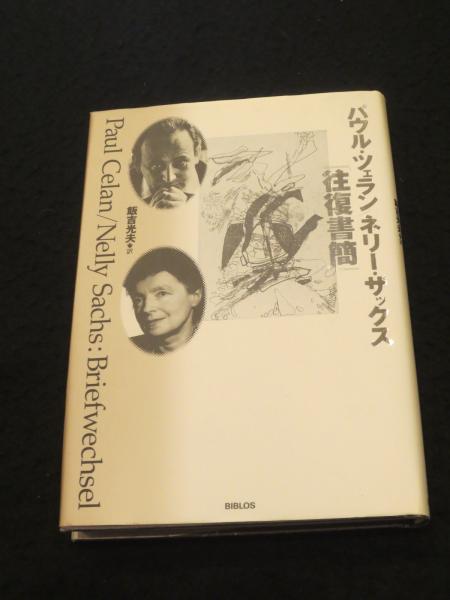 パウル・ツェラン/ネリー・ザックス
[往復書簡]
飯吉光夫◆訳
Paul Celan/Nelly Sachs: Briefwechsel
BIBLOS